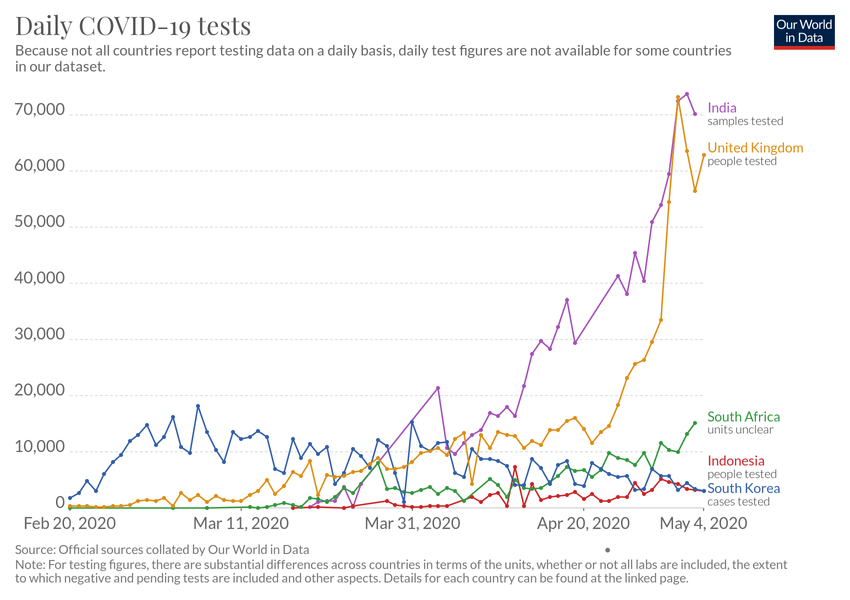 Daily COVID-19 tests
Our World
in Data
Because not all countries report testing data on a daily basis, daily test figures are not available for some countries
in our dataset.
70,000
60,000
50,000
40,000
30,000
20,000
10,000
0
India
samples tested
United Kingdom
people tested
South Africa
units unclear
Indonesia
people tested
South Korea
cases tested
Feb 20, 2020
Mar 11, 2020
Mar 31, 2020
Apr 20, 2020
May 4, 2020
Source: Official sources collated by Our World in Data
Note: For testing figures, there are substantial differences across countries in terms of the units, whether or not all labs are included, the extent
to which negative and pending tests are included and other aspects. Details for each country can be found at the linked page.